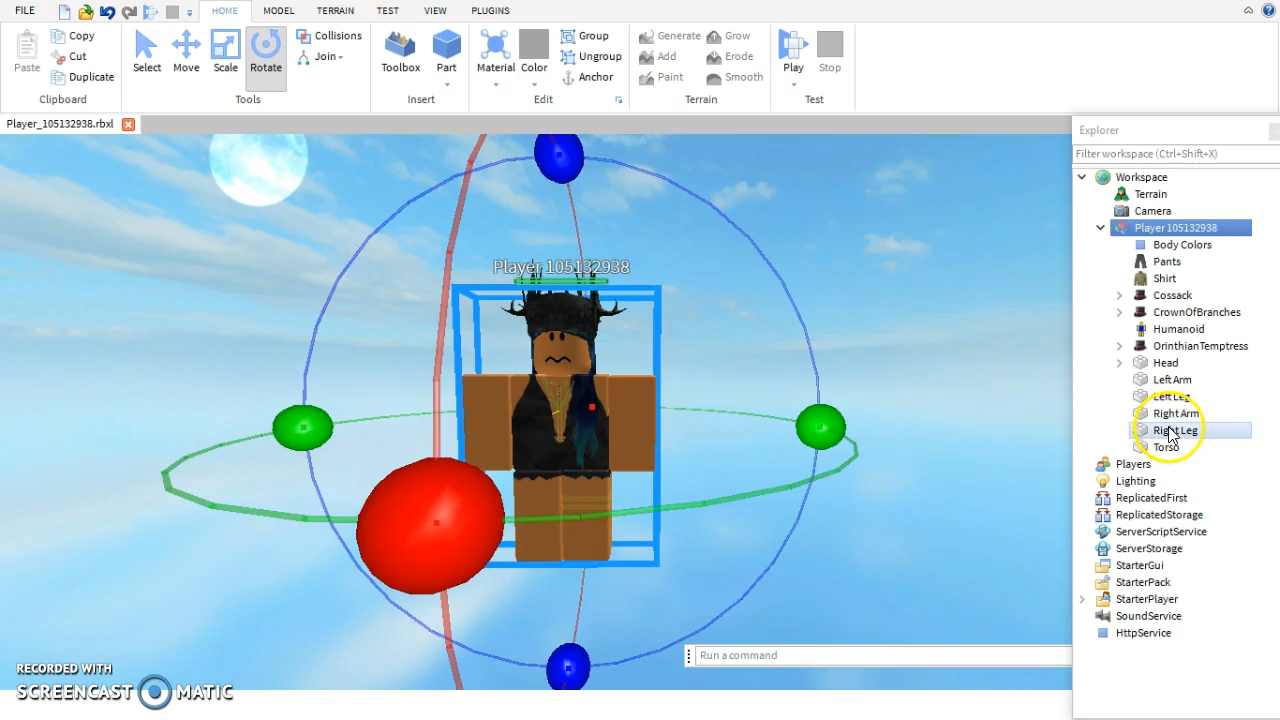 FILE HOME MODEL TERRAIN TEST VIEW PLUGINS
Paste Copy Cut Duplicate
Clipboard
Select Move Scale Rotate Collisions Join
Tools
Toolbox Part
Insert
Material Color Group Ungroup Anchor
Edit
Generate Add Paint Grow Erode Smooth
Terrain
Play Stop
Test
Player_105132938.rbxl
Explorer
Filter workspace (Ctrl+Shift+X)
Workspace
Terrain
Camera
Player 105132938
Body Colors
Pants
Shirt
Cossack
CrownOfBranches
Humanoid
OrinthianTemptress
Head
Left Arm
Left Leg
Right Arm
Right Leg
Torso
Players
Lighting
ReplicatedFirst
ReplicatedStorage
ServerScriptService
ServerStorage
StarterGui
StarterPack
StarterPlayer
SoundService
HttpService
Player 105132938
Run a command
RECORDED WITH
SCREENCAST MATIC